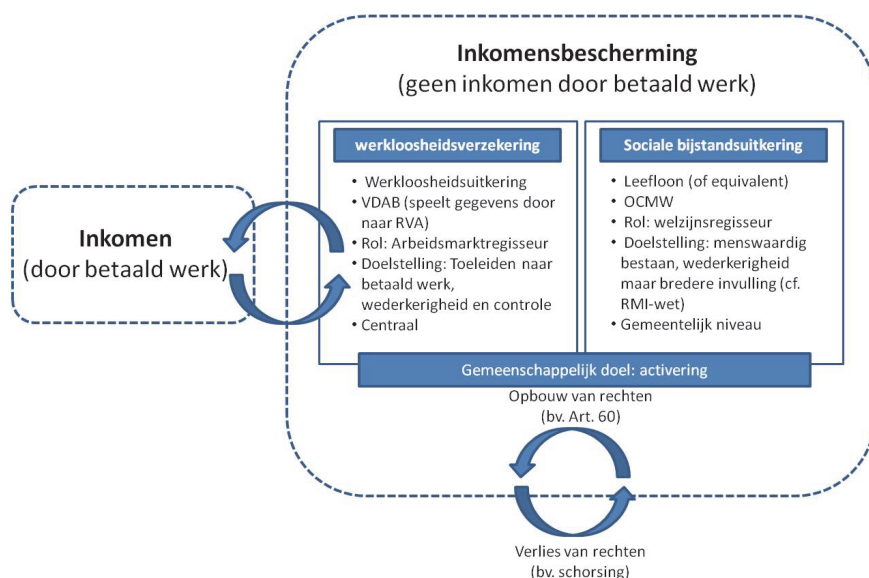 Inkomensbescherming
(geen inkomen door betaald werk)
Inkomen
(door betaald werk)
werkloosheidsverzekering
• Werkloosheidsuitkering
• VDAB (speelt gegevens door
naar RVA)
• Rol: Arbeidsmarktregisseur
• Doelstelling: Toeleiden naar
betaald werk,
wederkerigheid en controle
• Centraal
Sociale bijstandsuitkering
• Leefloon (of equivalent)
• OCMW
• Rol: welzijnsregisseur
• Doelstelling: menswaardig
bestaan, wederkerigheid
maar bredere invulling (cf.
RMI-wet)
• Gemeentelijk niveau
Gemeenschappelijk doel: activering
Opbouw van rechten
(bv. Art. 60)
Verlies van rechten
(bv. schorsing)